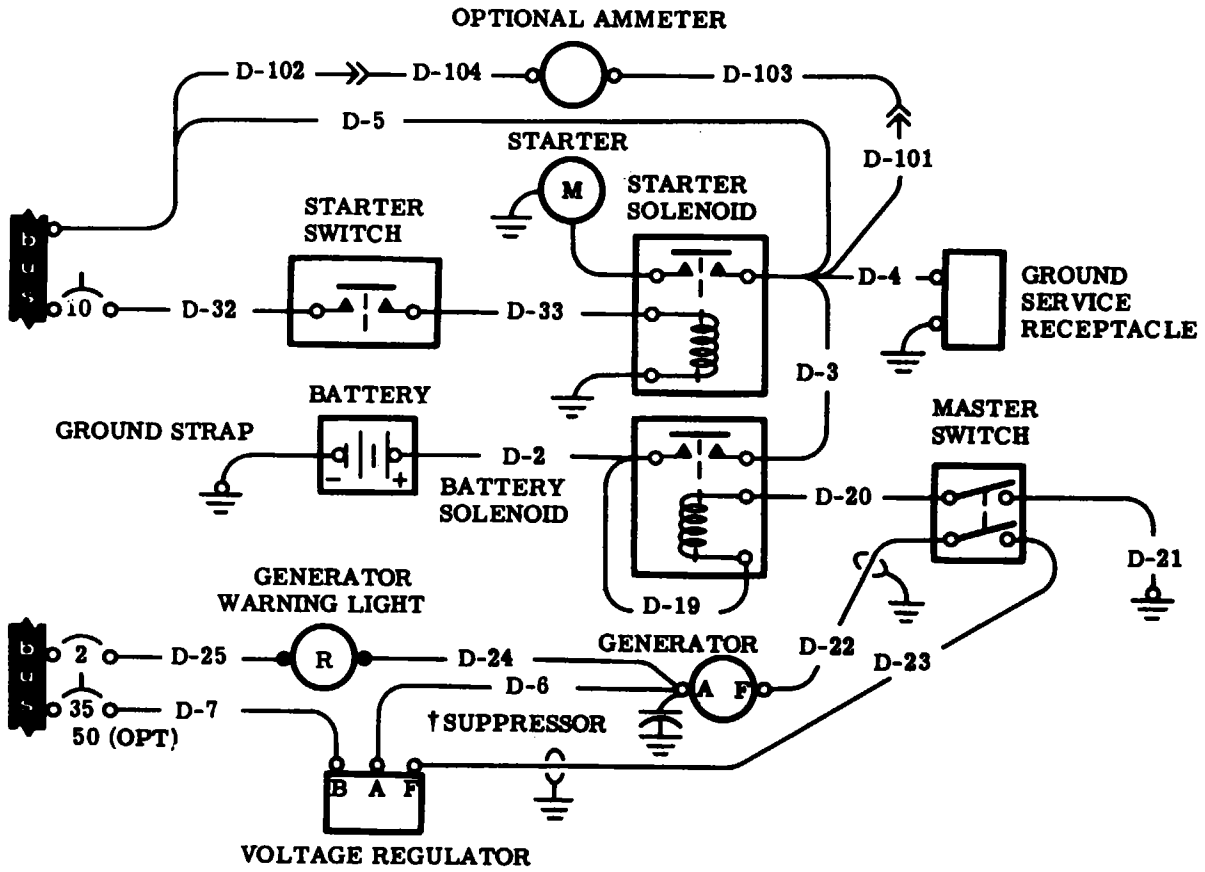 OPTIONAL AMMETER
D-102
D-104
D-103
D-5
D-101
STARTER
M
STARTER
SOLENOID
STARTER
SWITCH
bus
10
D-32
D-33
D-4
GROUND
SERVICE
RECEPTACLE
D-3
BATTERY
GROUND STRAP
- +
D-2
BATTERY
SOLENOID
MASTER
SWITCH
D-20
D-21
D-19
GENERATOR
WARNING LIGHT
bus
2
D-25
R
D-24
GENERATOR
D-22
D-23
D-6
A F
35
D-7
50 (OPT)
†SUPPRESSOR
B A F
VOLTAGE REGULATOR